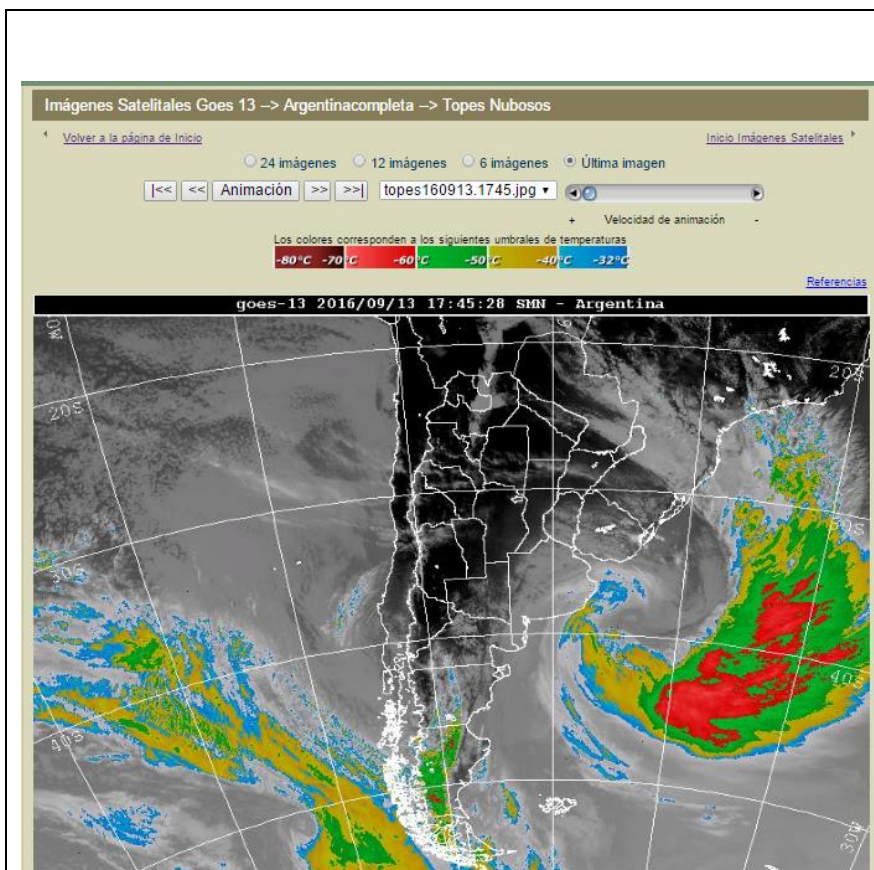 Imágenes Satelitales Goes 13 --> Argentinacompleta --> Topes Nubosos
Volver a la página de Inicio Inicio Imágenes Satelitales
24 imágenes 12 imágenes 6 imágenes Última imagen
|<< << Animación >> >>| topes160913.1745.jpg
+ Velocidad de animación -
Los colores corresponden a los siguientes umbrales de temperaturas
-80°C -70°C -60°C -50°C -40°C -32°C
Referencias
goes-13 2016/09/13 17:45:28 SMN - Argentina
20S 20S
30S
30S
40S
40S
30W